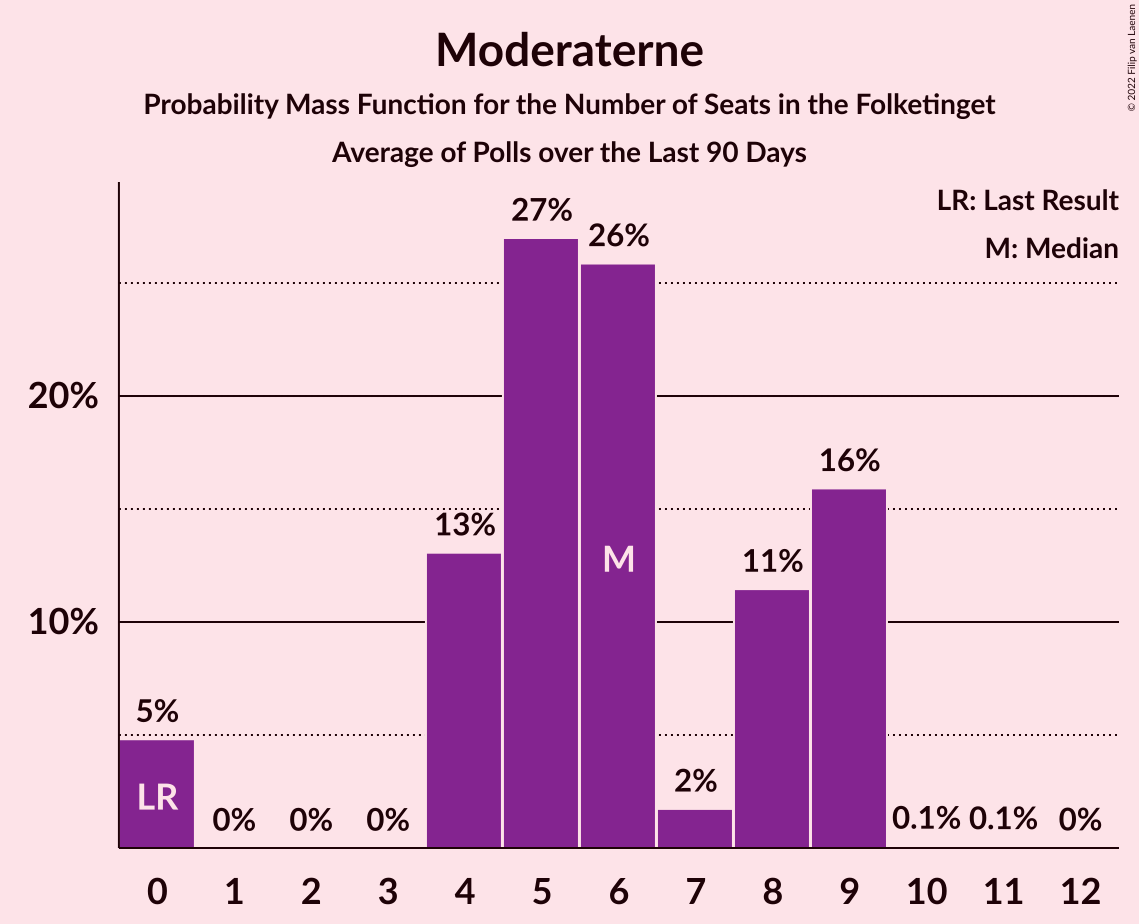 Moderaterne
Probability Mass Function for the Number of Seats in the Folketinget
Average of Polls over the Last 90 Days
© 2022 Filip van Laenen
LR: Last Result
M: Median
20%
10%
5%
0%
0%
0%
13%
27%
26%
2%
11%
16%
0.1%
0.1%
0%
LR
M
0 1 2 3 4 5 6 7 8 9 10 11 12